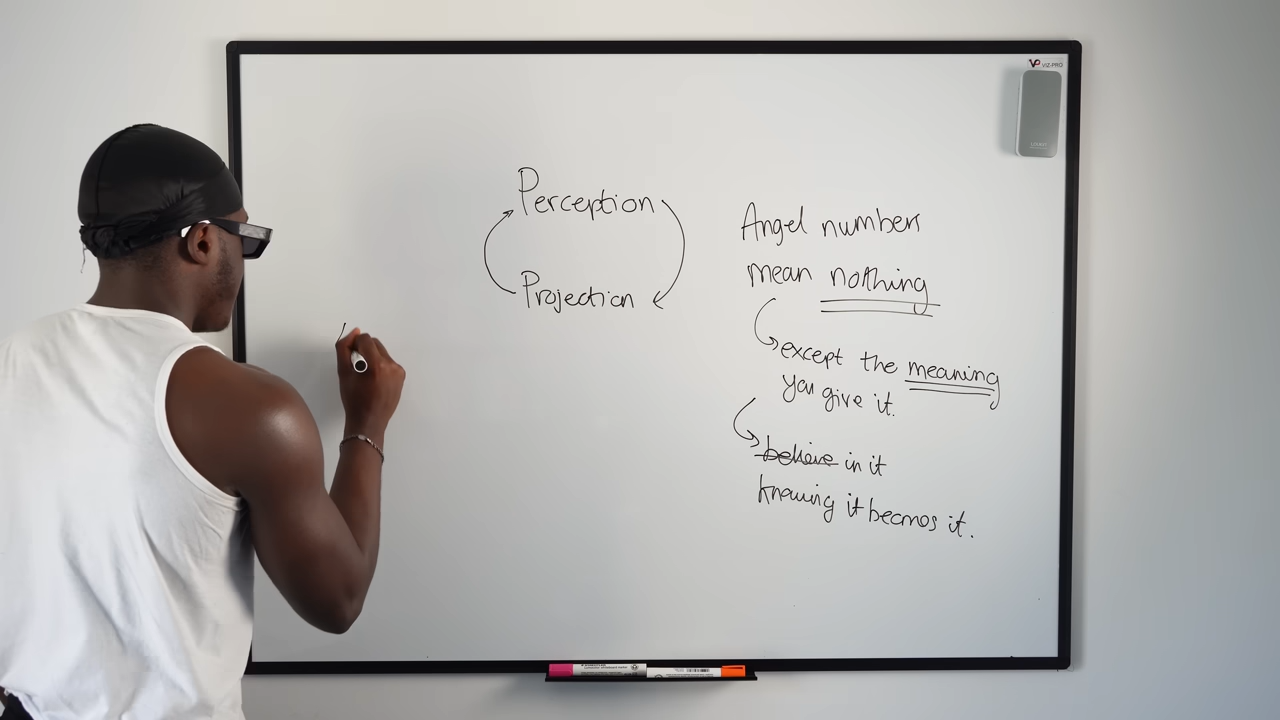 Perception
Projection
Angel numbers
mean nothing
except the meaning
you give it.
believe in it
knowing it becomes it.
VIZ-PRO